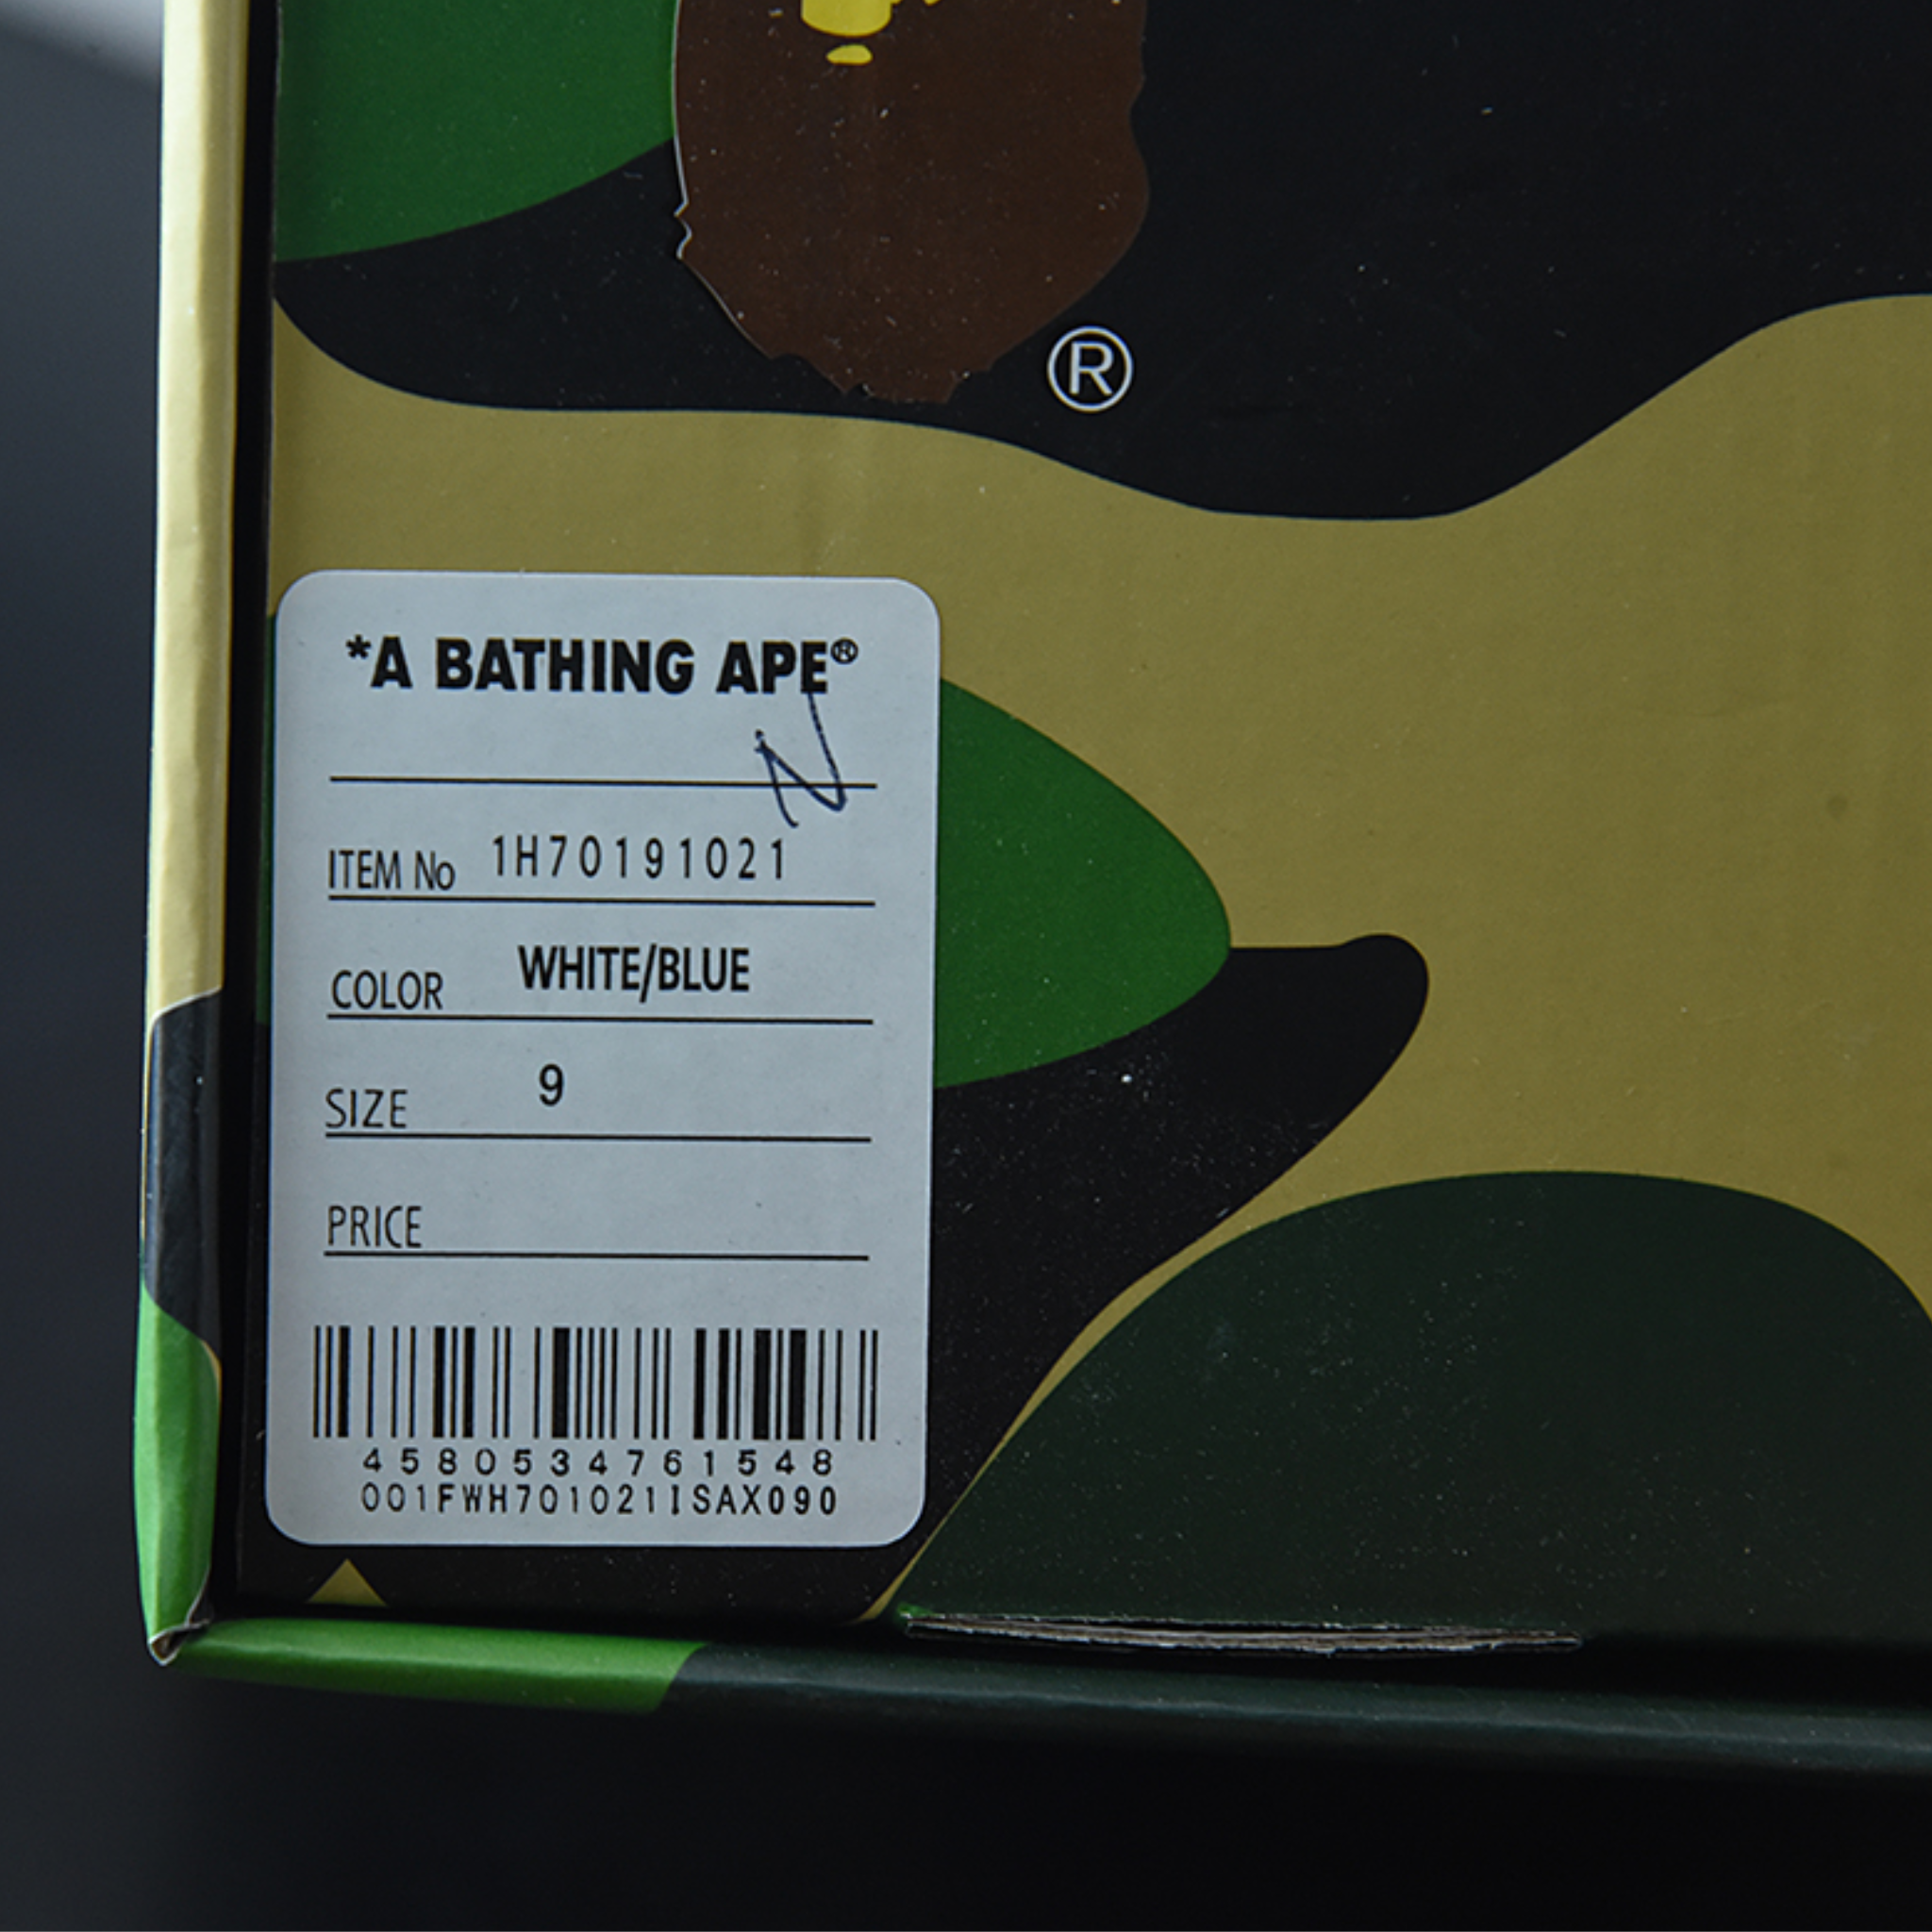 ®
*A BATHING APE®
ITEM No 1H70191021
COLOR WHITE/BLUE
SIZE 9
PRICE
4580534761548
001FWH701021ISAX090